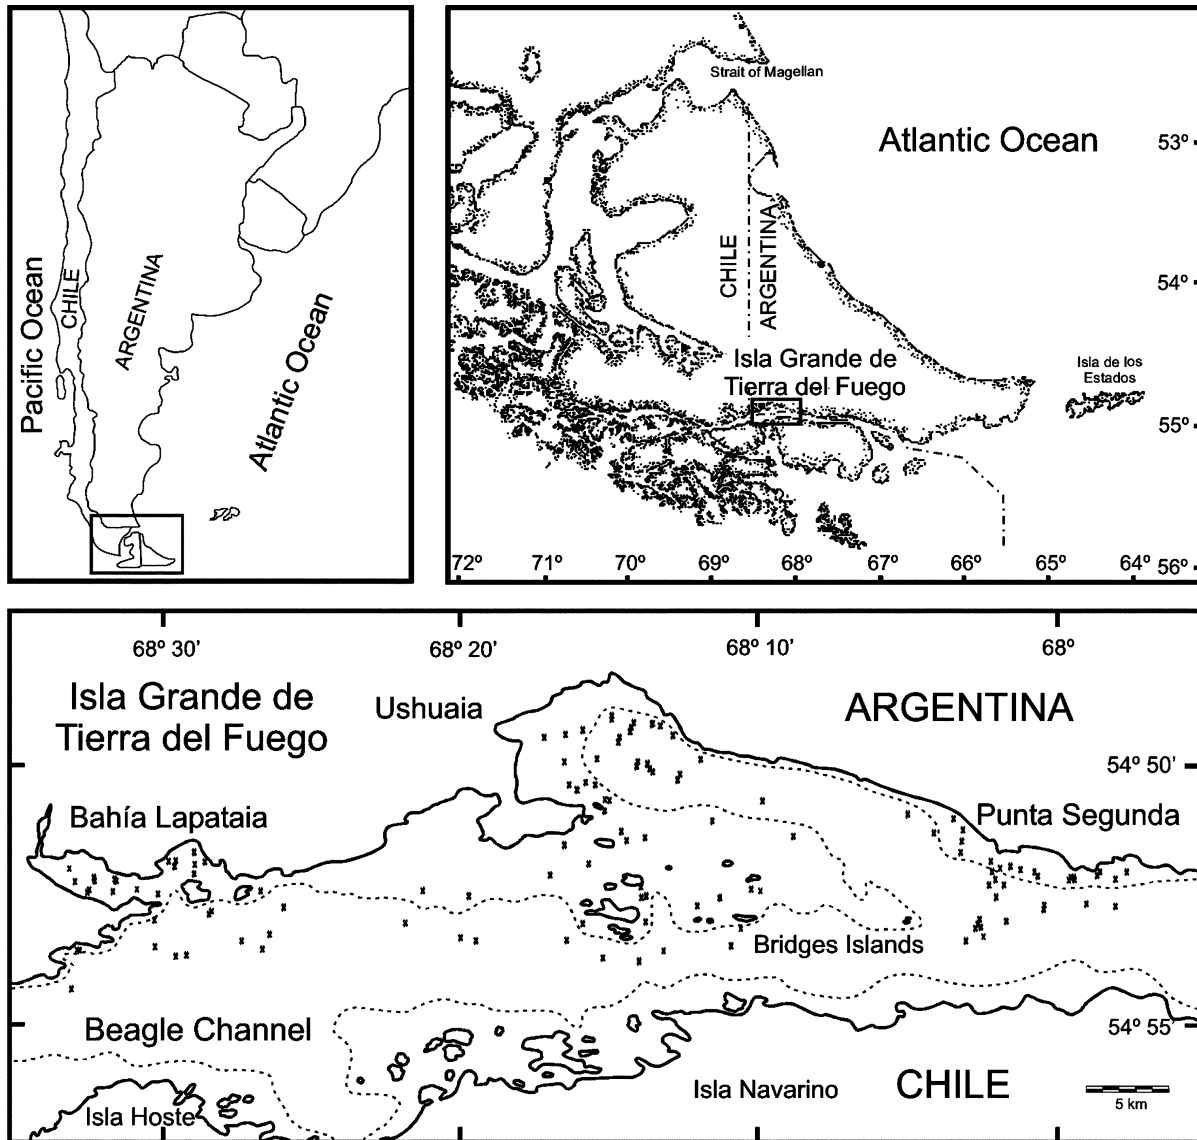 Pacific Ocean
CHILE
ARGENTINA
Atlantic Ocean
Strait of Magellan
Atlantic Ocean
53º
CHILE
ARGENTINA
54º
Isla Grande de
Tierra del Fuego
Isla de los
Estados
55º
72º 71º 70º 69º 68º 67º 66º 65º 64º 56º
68º 30’ 68º 20’ 68º 10’ 68º
Isla Grande de
Tierra del Fuego
Ushuaia
ARGENTINA
54º 50’
Bahía Lapataia
Punta Segunda
Bridges Islands
Beagle Channel
54º 55’
Isla Hoste
Isla Navarino
CHILE
5 km